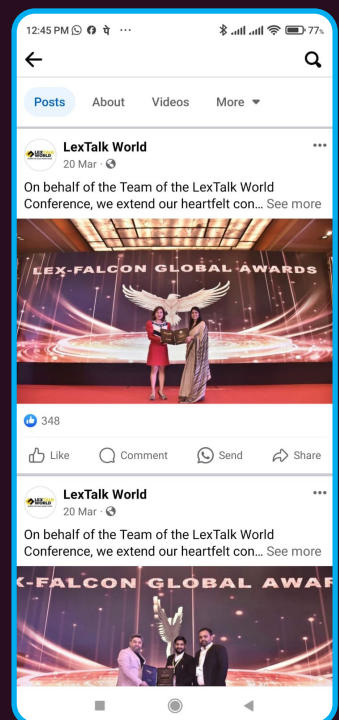 12:45 PM ... 77%
Posts About Videos More
LexTalk World
20 Mar ·
On behalf of the Team of the LexTalk World
Conference, we extend our heartfelt con... See more
LEX-FALCON GLOBAL AWARDS
348
Like Comment Send Share
LEX TALK WORLD
LexTalk World
20 Mar ·
On behalf of the Team of the LexTalk World
Conference, we extend our heartfelt con... See more
X-FALCON GLOBAL AWAR